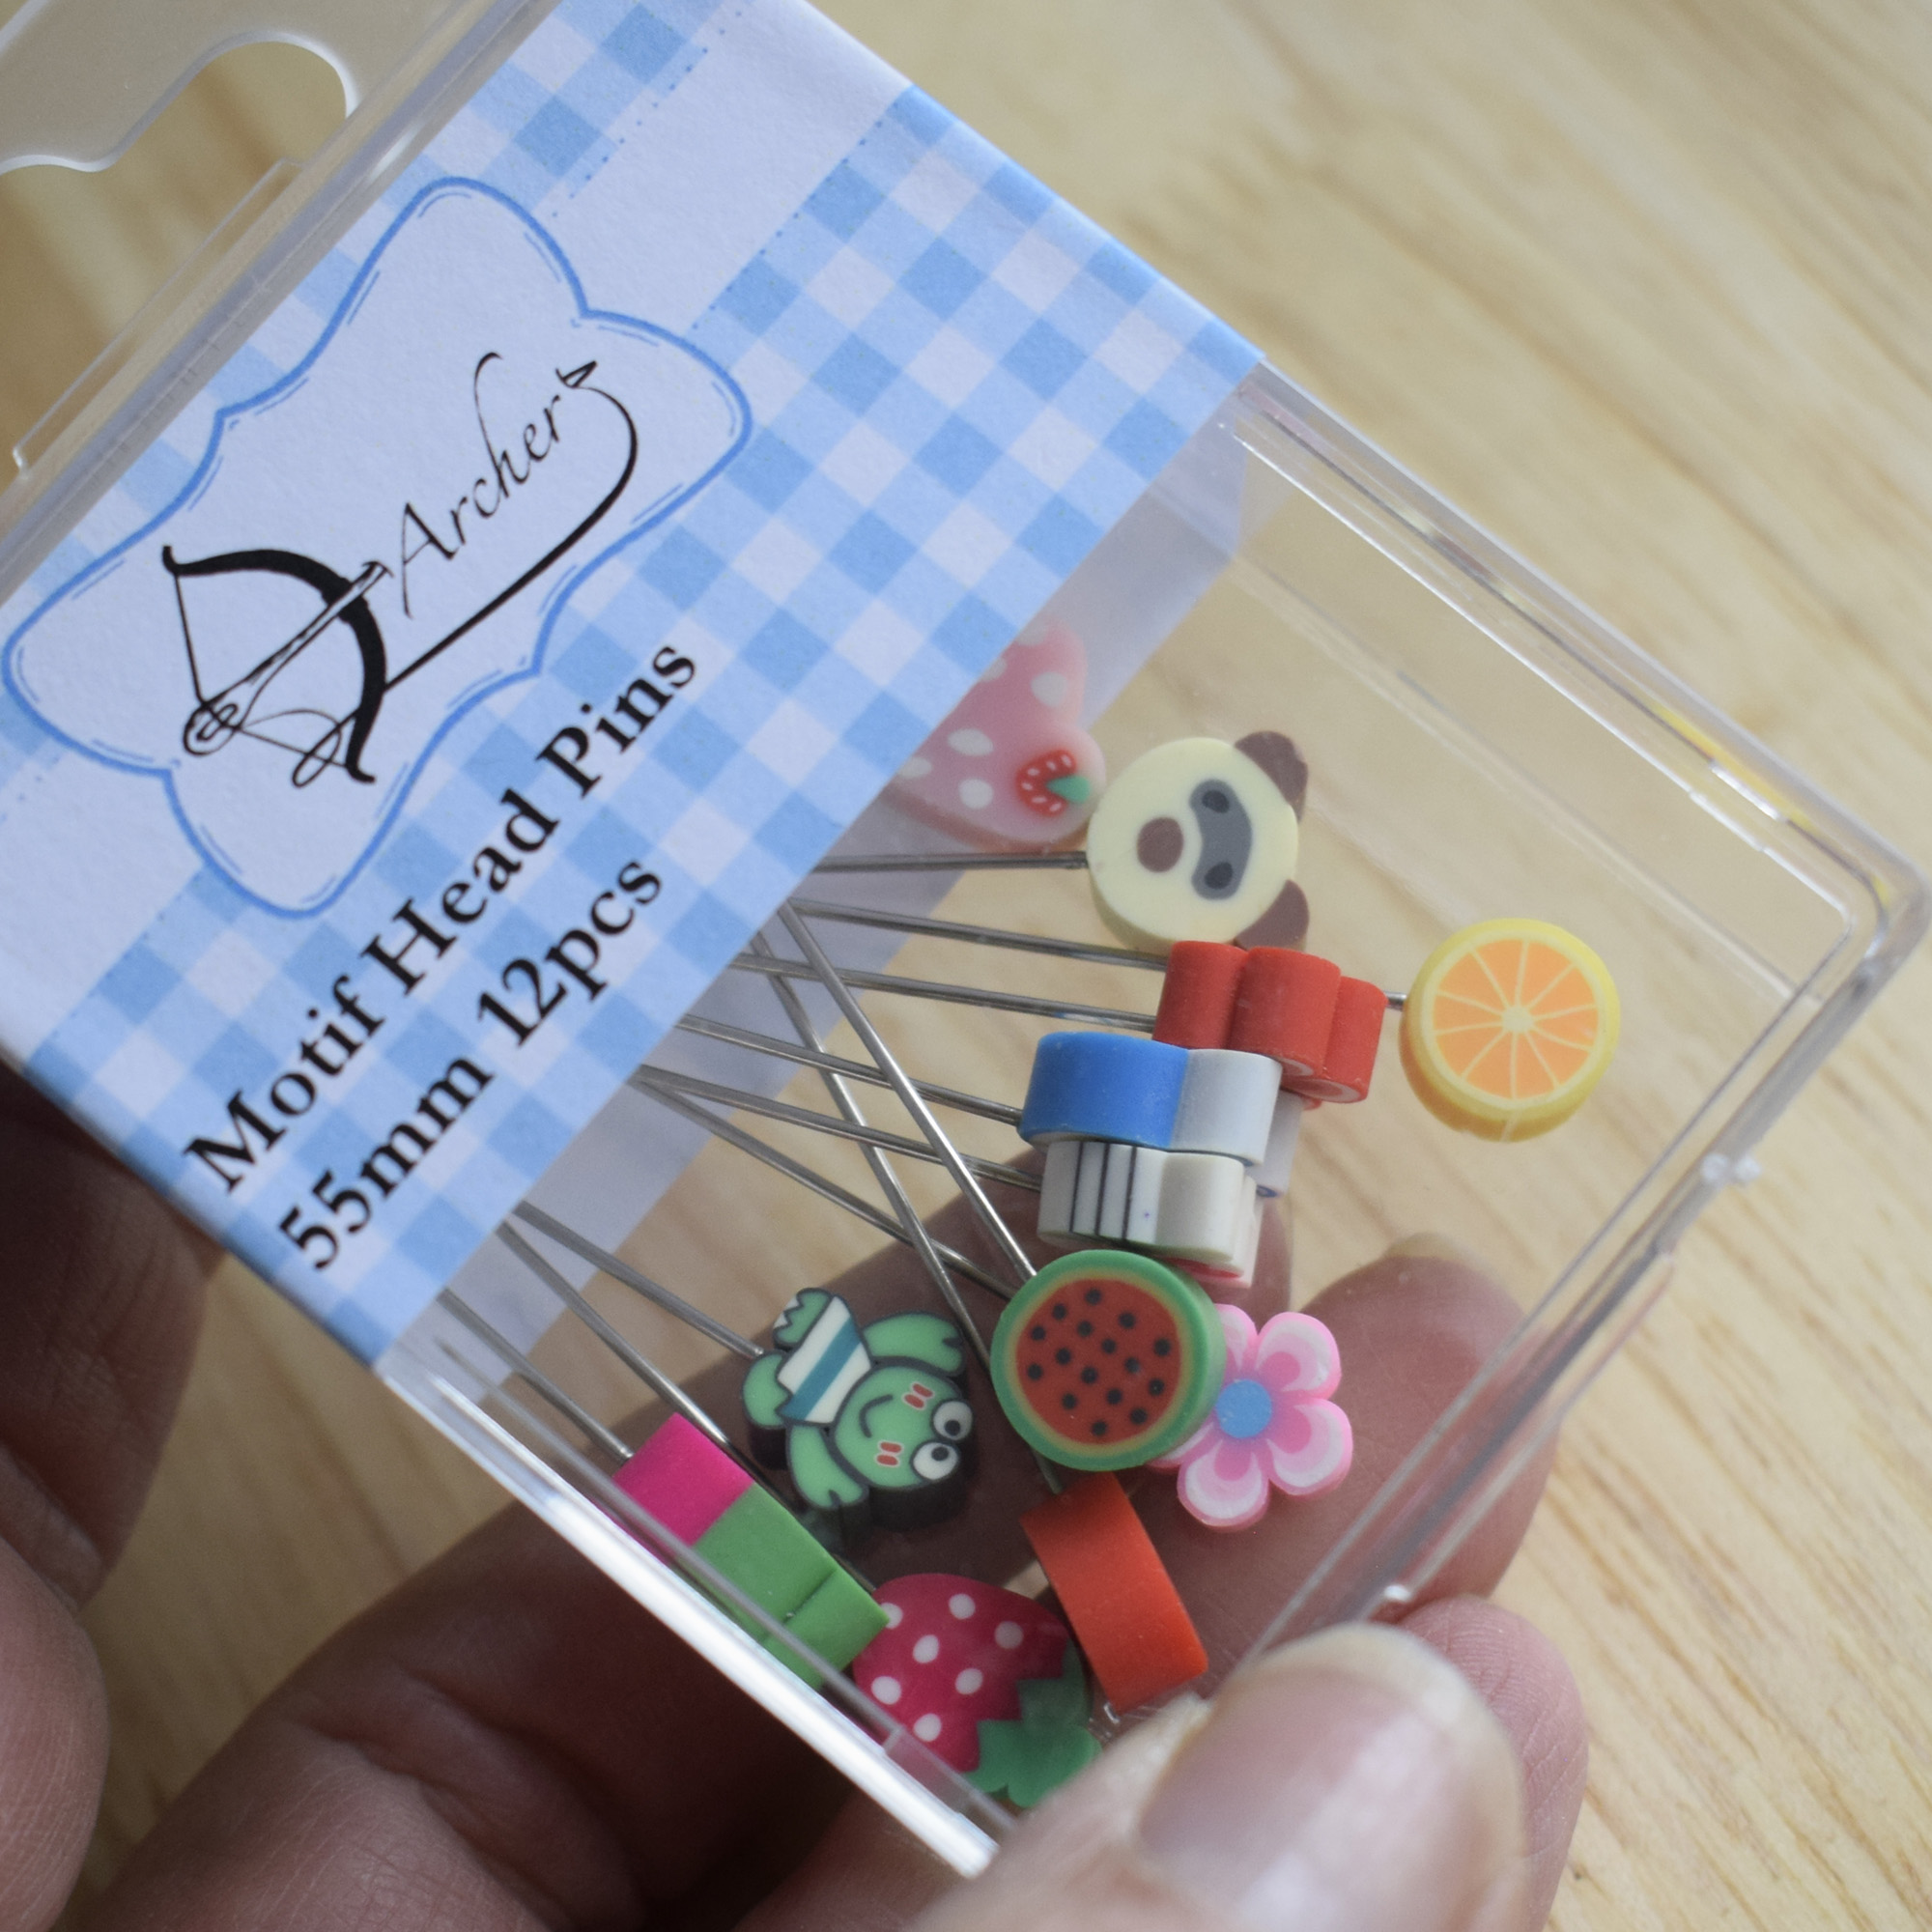 D Archer
Motif Head Pins
55mm 12pcs